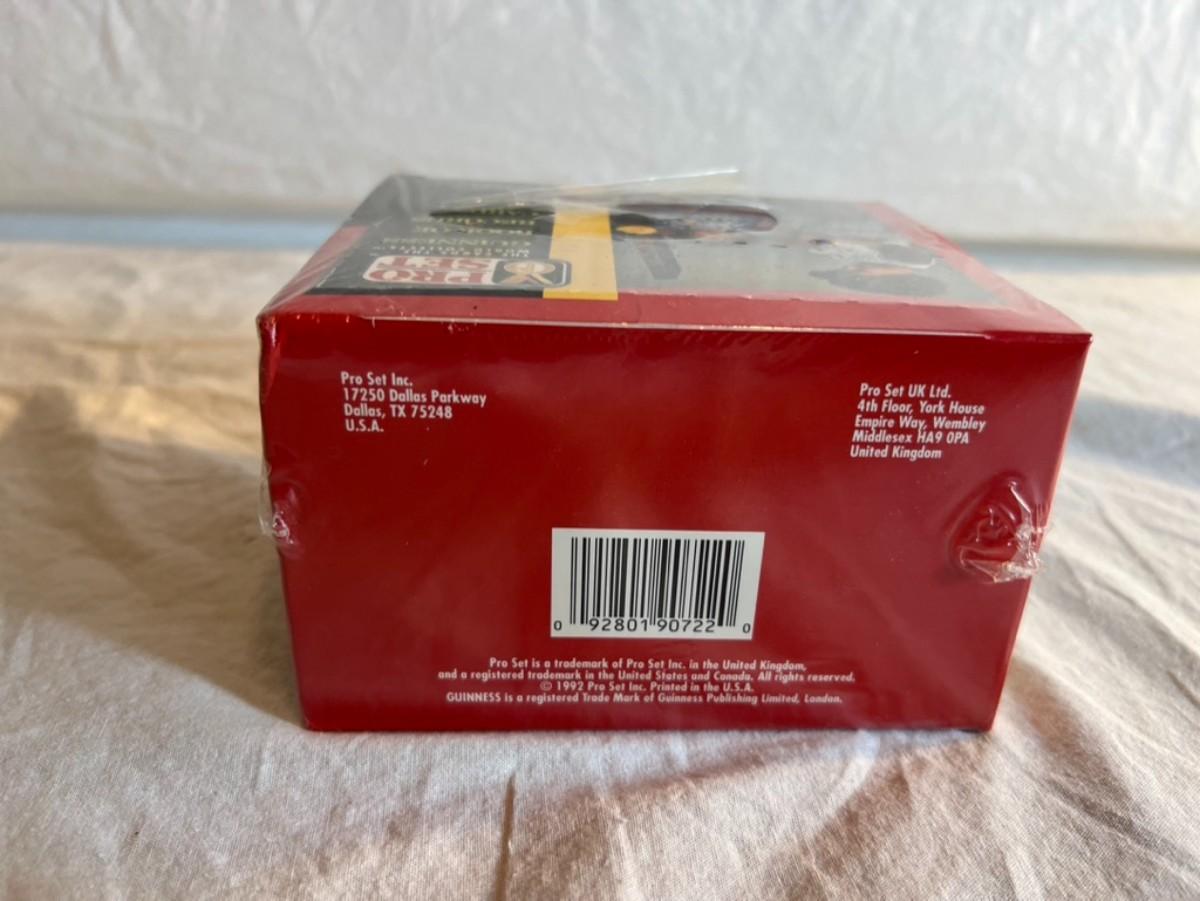 PRO
SET
GUINNESS
Pro Set Inc.
17250 Dallas Parkway
Dallas, TX 75248
U.S.A.
Pro Set UK Ltd.
4th Floor, York House
Empire Way, Wembley
Middlesex HA9 0PA
United Kingdom
0 92801 90722 0
Pro Set is a trademark of Pro Set Inc. in the United Kingdom,
and a registered trademark in the United States and Canada. All rights reserved.
© 1992 Pro Set Inc. Printed in the U.S.A.
GUINNESS is a registered Trade Mark of Guinness Publishing Limited, London.